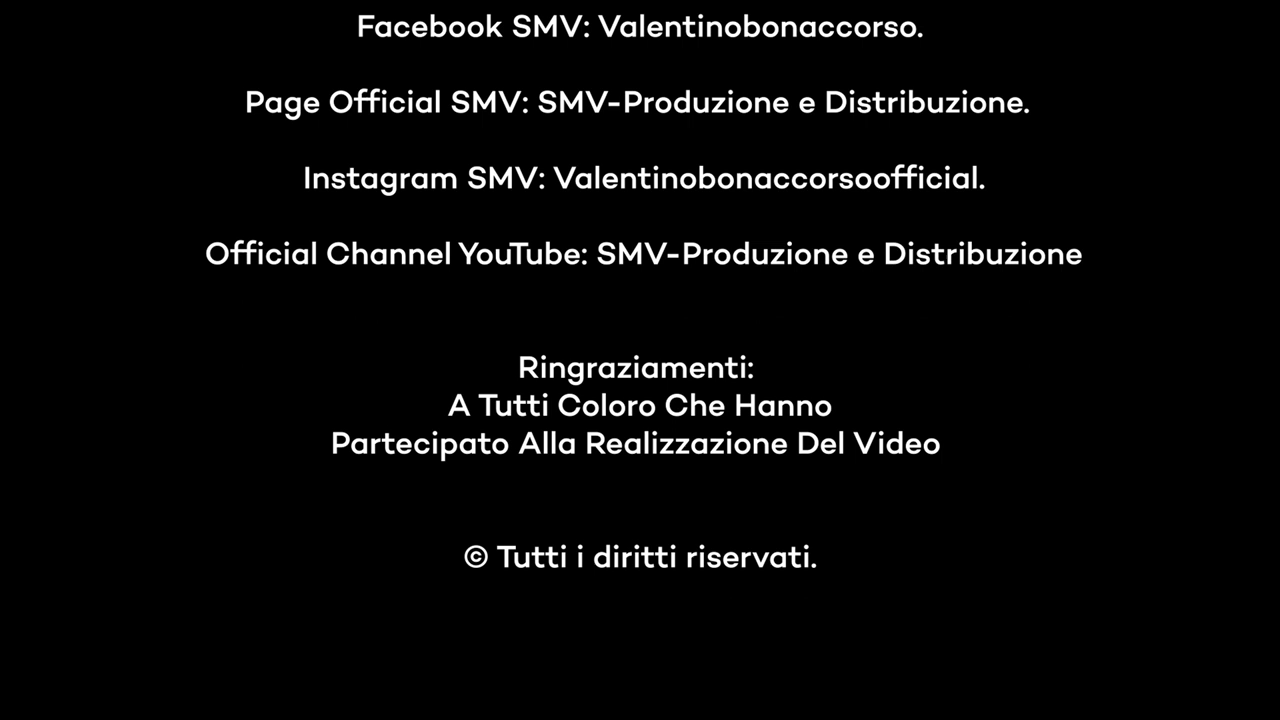 Facebook SMV: Valentinobonaccorso.
Page Official SMV: SMV-Produzione e Distribuzione.
Instagram SMV: Valentinobonaccorsoofficial.
Official Channel YouTube: SMV-Produzione e Distribuzione
Ringraziamenti:
A Tutti Coloro Che Hanno
Partecipato Alla Realizzazione Del Video
© Tutti i diritti riservati.